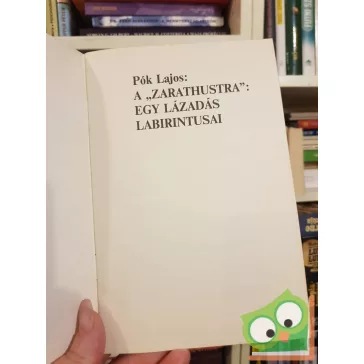 Pók Lajos:
A „ZARATHUSTRA”:
EGY LÁZADÁS
LABIRINTUSAI